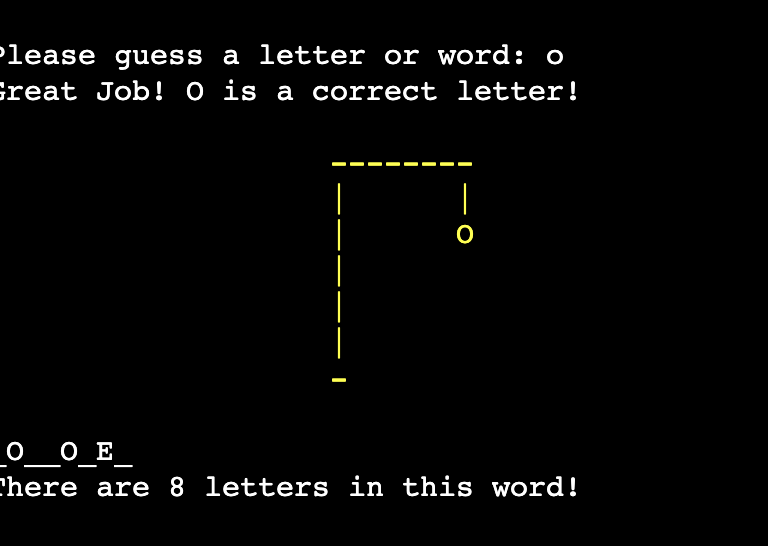 Please guess a letter or word: o
Great Job! O is a correct letter!
_O__O_E_
There are 8 letters in this word!